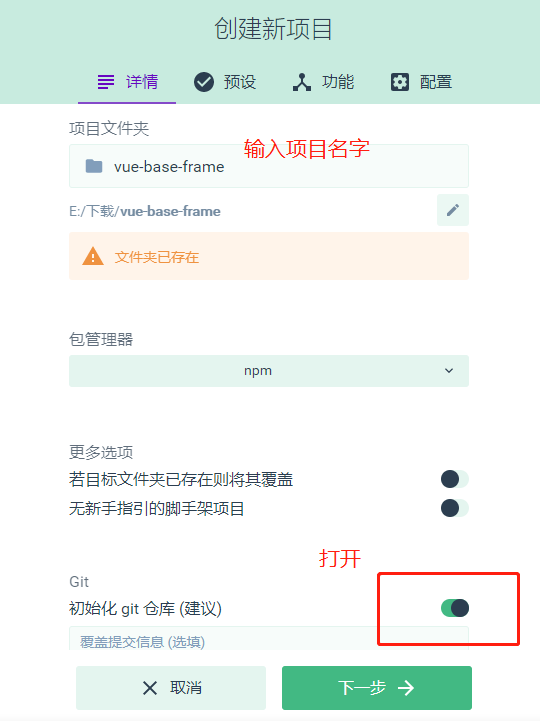 创建新项目
详情 预设 功能 配置
项目文件夹
输入项目名字
vue-base-frame
E:/下载/vue-base-frame
文件夹已存在
包管理器
npm
更多选项
若目标文件夹已存在则将其覆盖
无新手指引的脚手架项目
打开
Git
初始化 git 仓库 (建议)
覆盖提交信息 (选填)
取消 下一步